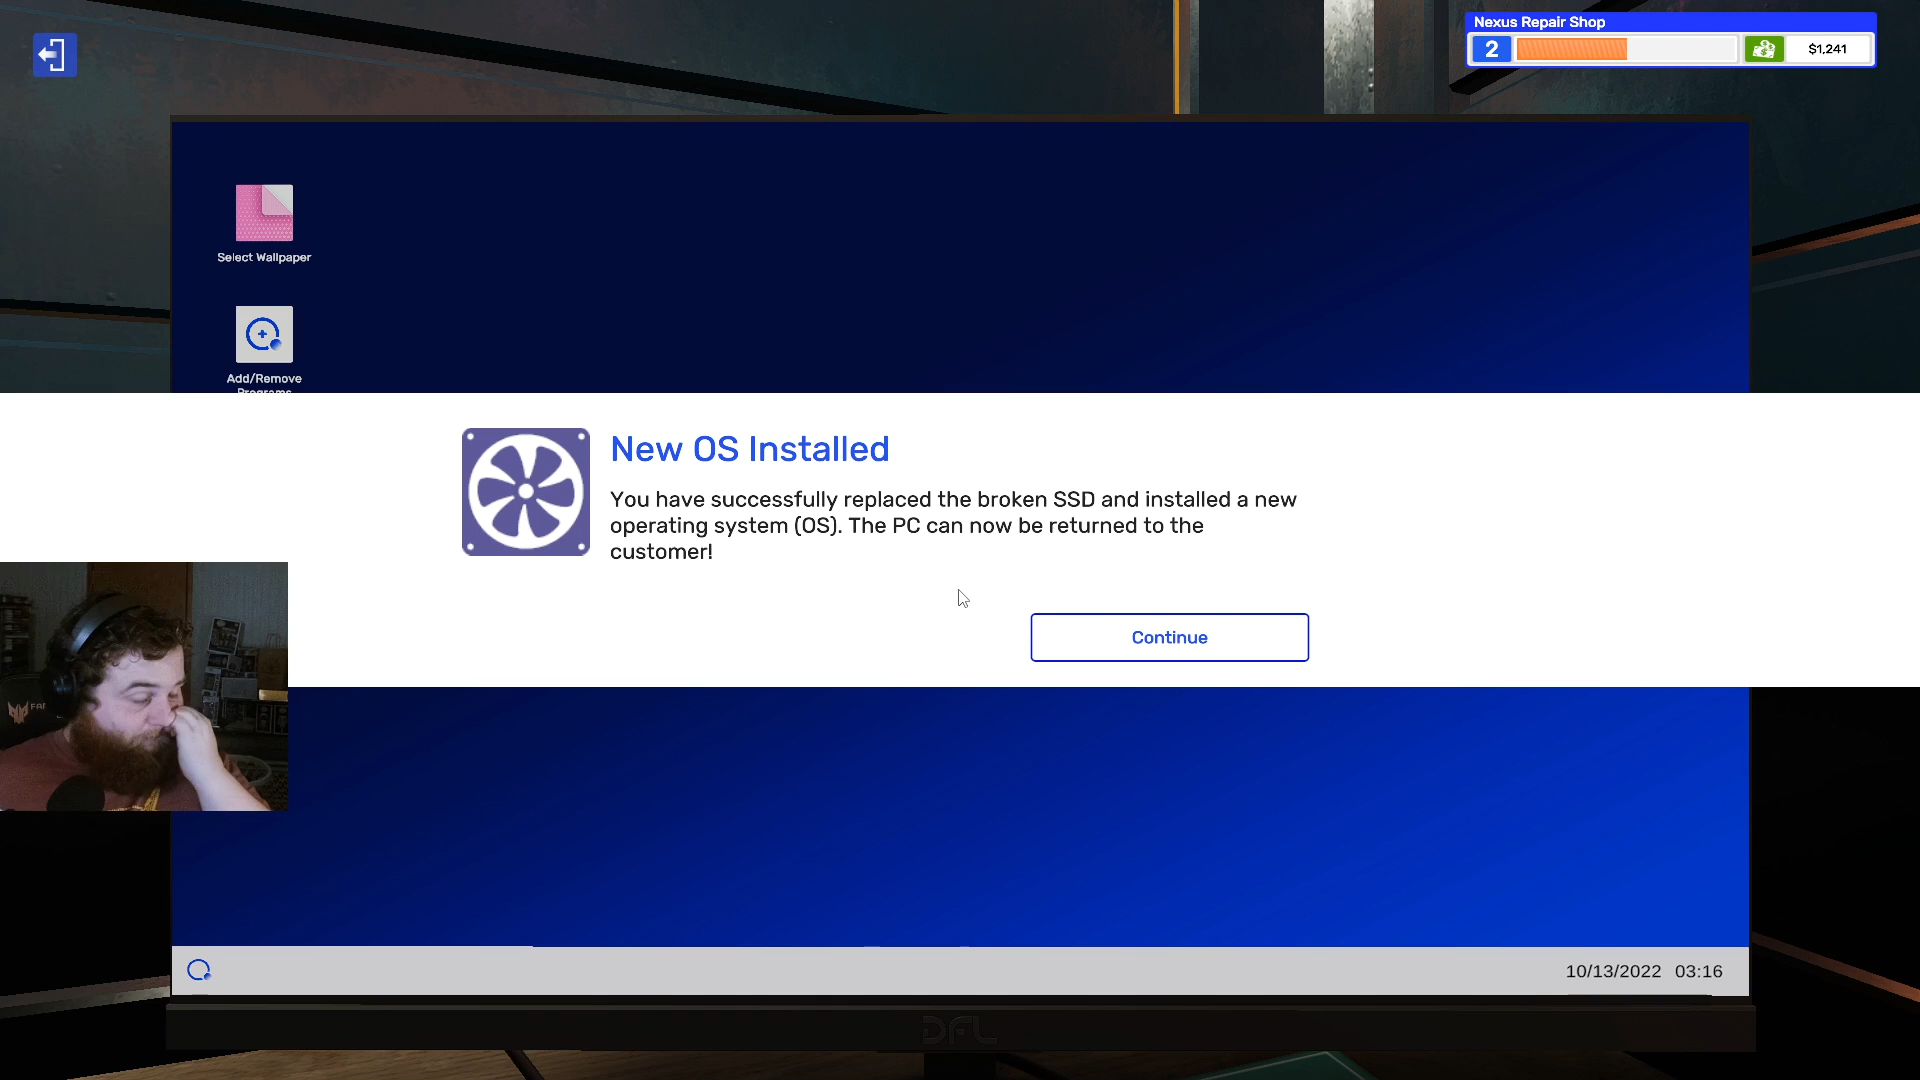 Nexus Repair Shop
2
$1,241
Select Wallpaper
Add/Remove
Programs
New OS Installed
You have successfully replaced the broken SSD and installed a new
operating system (OS). The PC can now be returned to the
customer!
Continue
10/13/2022 03:16
DFL